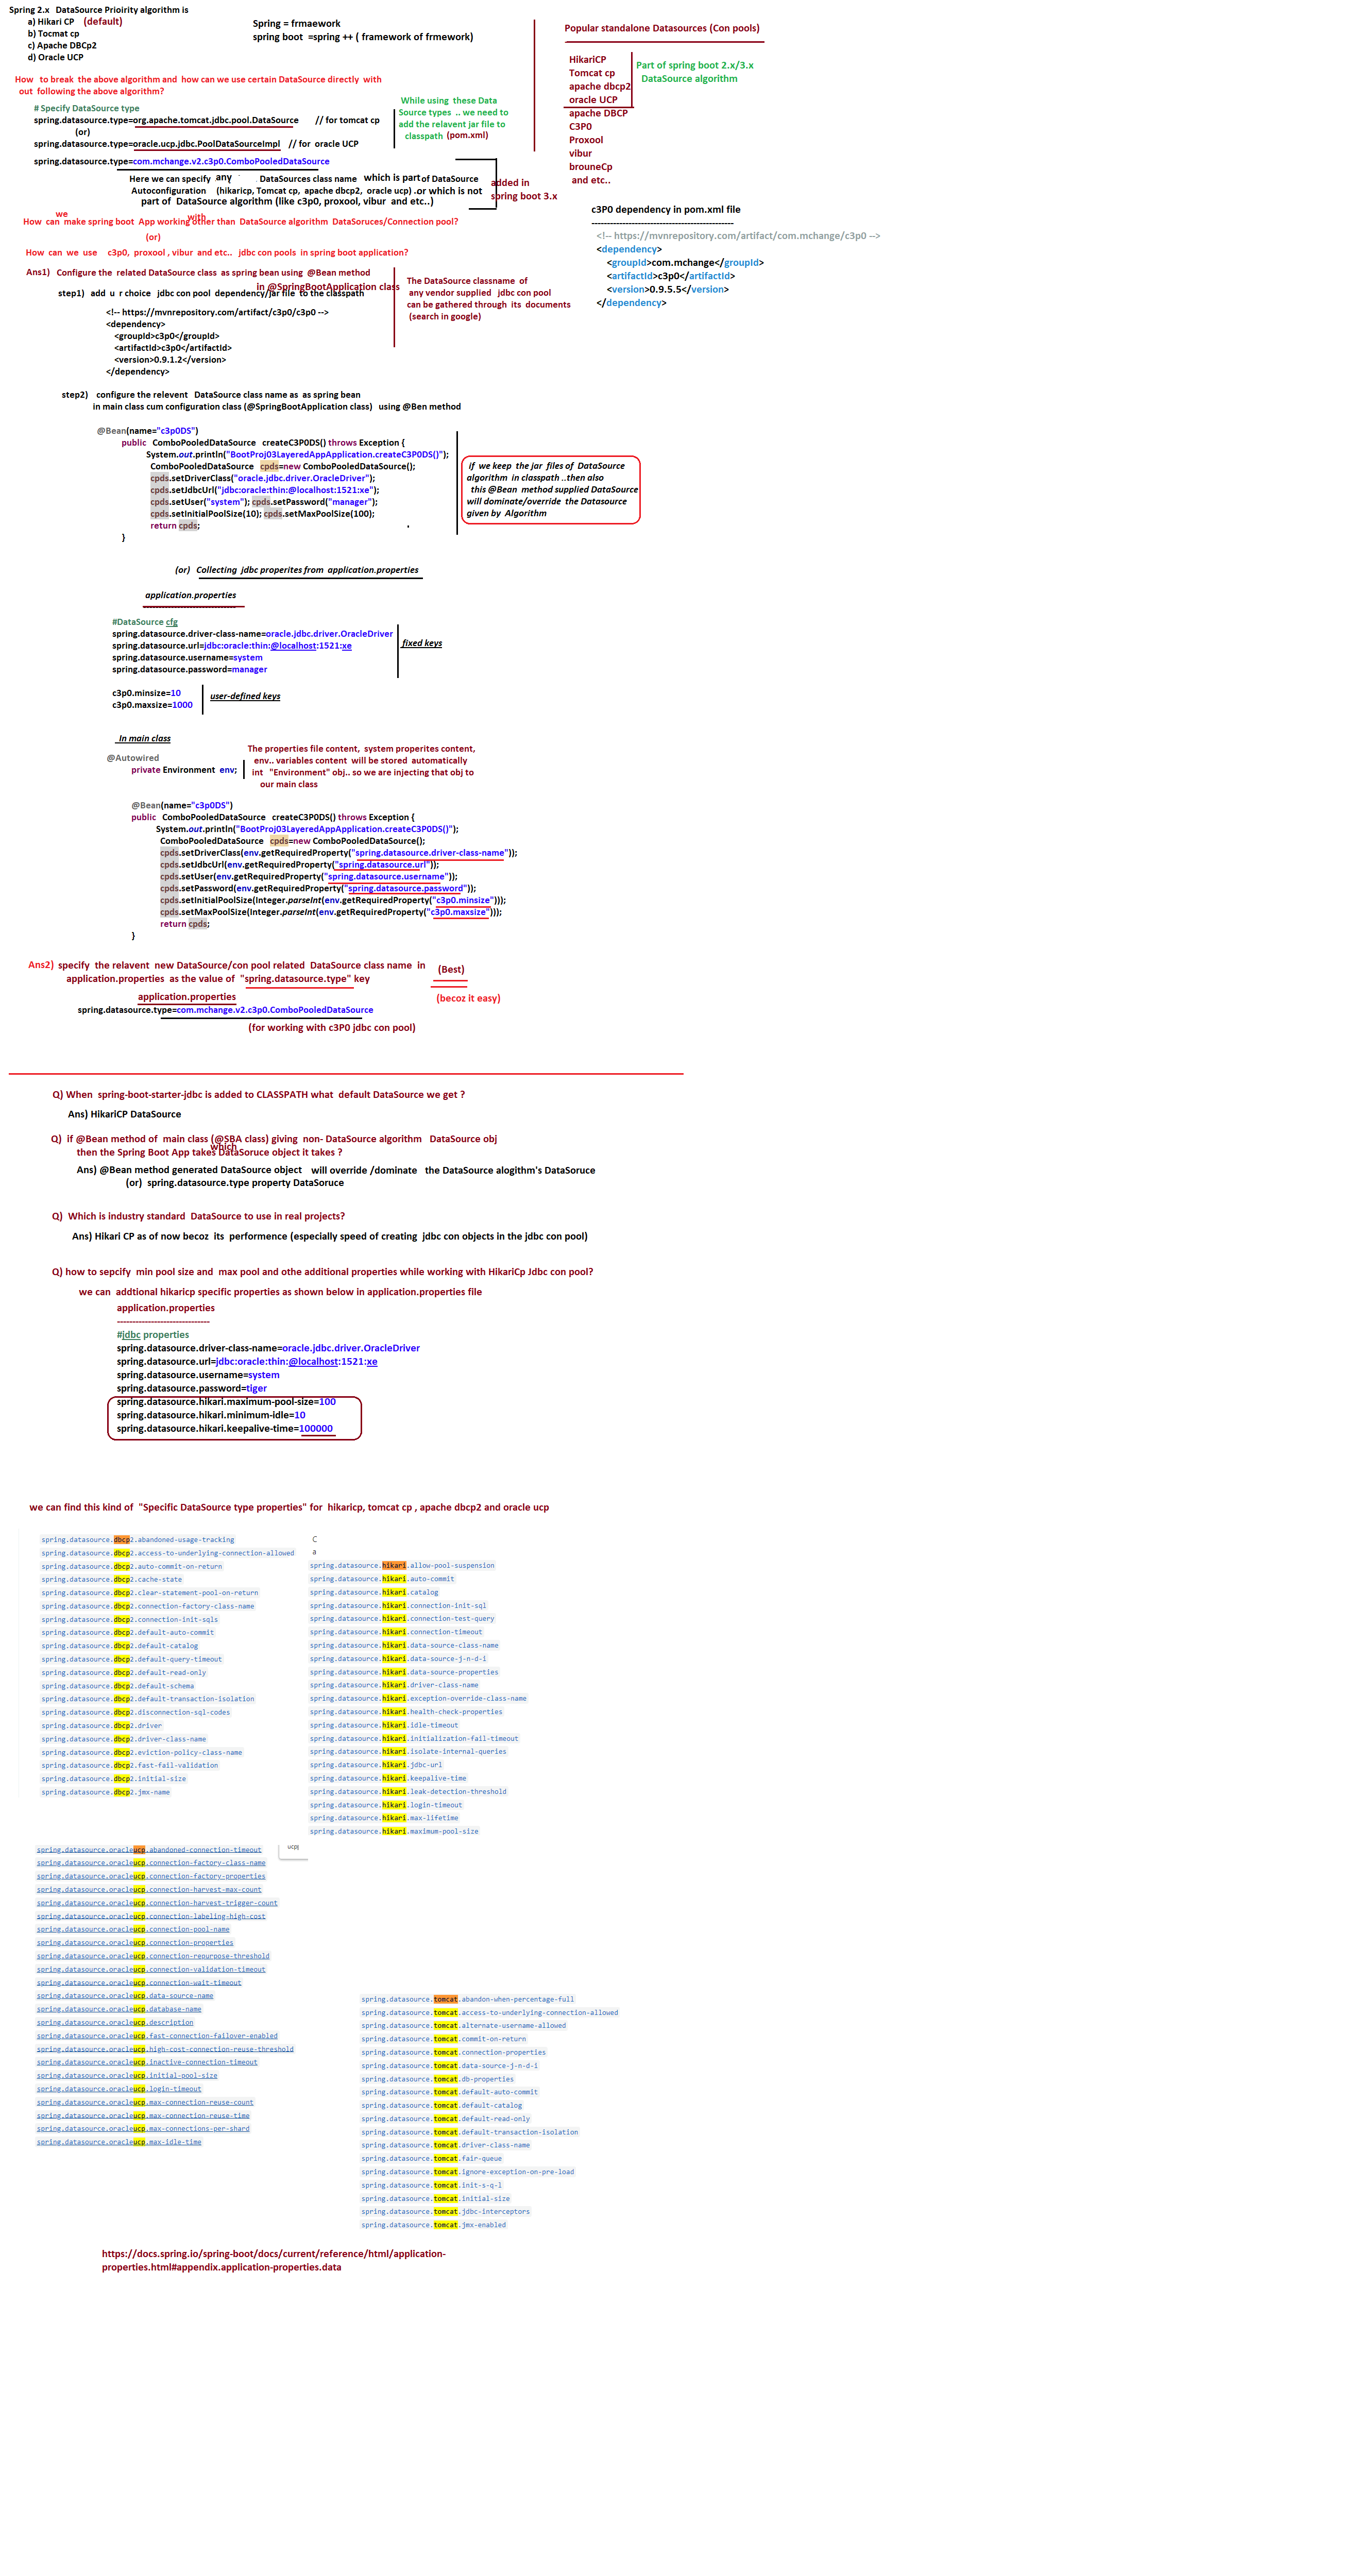 Spring 2.x DataSource Prioirity algorithm is
a) Hikari CP (default)
b) Tocmat cp
c) Apache DBCp2
d) Oracle UCP
Spring = frmaework
spring boot =spring ++ ( framework of frmework)
Popular standalone Datasources (Con pools)
HikariCP
Tomcat cp
apache dbcp2
oracle UCP
apache DBCP
C3P0
Proxool
vibur
brouneCp
and etc..
Part of spring boot 2.x/3.x
DataSource algorithm
How to break the above algorithm and how can we use certain DataSource directly with
out following the above algorithm?
# Specify DataSource type
spring.datasource.type=org.apache.tomcat.jdbc.pool.DataSource // for tomcat cp
(or)
spring.datasource.type=oracle.ucp.jdbc.PoolDataSourceImpl // for oracle UCP
spring.datasource.type=com.mchange.v2.c3p0.ComboPooledDataSource
While using these Data
Source types .. we need to
add the relavent jar file to
classpath (pom.xml)
Here we can specify any DataSources class name which is part of DataSource
Autoconfiguration (hikaricp, Tomcat cp, apache dbcp2, oracle ucp) .or which is not
part of DataSource algorithm (like c3p0, proxool, vibur and etc..)
added in
spring boot 3.x
c3P0 dependency in pom.xml file
---------------------------------------------
<!-- https://mvnrepository.com/artifact/com.mchange/c3p0 -->
<dependency>
<groupId>com.mchange</groupId>
<artifactId>c3p0</artifactId>
<version>0.9.5.5</version>
</dependency>
How can we make spring boot App working with other than DataSource algorithm DataSoruces/Connection pool?
(or)
How can we use c3p0, proxool , vibur and etc.. jdbc con pools in spring boot application?
Ans1) Configure the related DataSource class as spring bean using @Bean method
in @SpringBootApplication class
step1) add u r choice jdbc con pool dependency/jar file to the classpath
The DataSource classname of
any vendor supplied jdbc con pool
can be gathered through its documents
(search in google)
<!-- https://mvnrepository.com/artifact/c3p0/c3p0 -->
<dependency>
<groupId>c3p0</groupId>
<artifactId>c3p0</artifactId>
<version>0.9.1.2</version>
</dependency>
step2) configure the relevent DataSource class name as as spring bean
in main class cum configuration class (@SpringBootApplication class) using @Ben method
@Bean(name="c3p0DS")
public ComboPooledDataSource createC3P0DS() throws Exception {
System.out.println("BootProj03LayeredAppApplication.createC3P0DS()");
ComboPooledDataSource cpds=new ComboPooledDataSource();
cpds.setDriverClass("oracle.jdbc.driver.OracleDriver");
cpds.setJdbcUrl("jdbc:oracle:thin:@localhost:1521:xe");
cpds.setUser("system"); cpds.setPassword("manager");
cpds.setInitialPoolSize(10); cpds.setMaxPoolSize(100);
return cpds;
}
if we keep the jar files of DataSource
algorithm in classpath ..then also
this @Bean method supplied DataSource
will dominate/override the Datasource
given by Algorithm
(or) Collecting jdbc properites from application.properties
application.properties
------------------------------
#DataSource cfg
spring.datasource.driver-class-name=oracle.jdbc.driver.OracleDriver
spring.datasource.url=jdbc:oracle:thin:@localhost:1521:xe
spring.datasource.username=system
spring.datasource.password=manager
fixed keys
c3p0.minsize=10
c3p0.maxsize=1000
user-defined keys
In main class
@Autowired
private Environment env;
The properties file content, system properites content,
env.. variables content will be stored automatically
int "Environment" obj.. so we are injecting that obj to
our main class
@Bean(name="c3p0DS")
public ComboPooledDataSource createC3P0DS() throws Exception {
System.out.println("BootProj03LayeredAppApplication.createC3P0DS()");
ComboPooledDataSource cpds=new ComboPooledDataSource();
cpds.setDriverClass(env.getRequiredProperty("spring.datasource.driver-class-name"));
cpds.setJdbcUrl(env.getRequiredProperty("spring.datasource.url"));
cpds.setUser(env.getRequiredProperty("spring.datasource.username"));
cpds.setPassword(env.getRequiredProperty("spring.datasource.password"));
cpds.setInitialPoolSize(Integer.parseInt(env.getRequiredProperty("c3p0.minsize")));
cpds.setMaxPoolSize(Integer.parseInt(env.getRequiredProperty("c3p0.maxsize")));
return cpds;
}
Ans2) specify the relavent new DataSource/con pool related DataSource class name in
application.properties as the value of "spring.datasource.type" key
(Best)
(becoz it easy)
application.properties
spring.datasource.type=com.mchange.v2.c3p0.ComboPooledDataSource
(for working with c3P0 jdbc con pool)
Q) When spring-boot-starter-jdbc is added to CLASSPATH what default DataSource we get ?
Ans) HikariCP DataSource
Q) if @Bean method of main class (@SBA class) giving non- DataSource algorithm DataSource obj
then the Spring Boot App takes which DataSoruce object it takes ?
Ans) @Bean method generated DataSource object will override /dominate the DataSource alogithm's DataSoruce
(or) spring.datasource.type property DataSoruce
Q) Which is industry standard DataSource to use in real projects?
Ans) Hikari CP as of now becoz its performence (especially speed of creating jdbc con objects in the jdbc con pool)
Q) how to sepcify min pool size and max pool and othe additional properties while working with HikariCp Jdbc con pool?
we can addtional hikaricp specific properties as shown below in application.properties file
application.properties
------------------------------
#jdbc properties
spring.datasource.driver-class-name=oracle.jdbc.driver.OracleDriver
spring.datasource.url=jdbc:oracle:thin:@localhost:1521:xe
spring.datasource.username=system
spring.datasource.password=tiger
spring.datasource.hikari.maximum-pool-size=100
spring.datasource.hikari.minimum-idle=10
spring.datasource.hikari.keepalive-time=100000
we can find this kind of "Specific DataSource type properties" for hikaricp, tomcat cp , apache dbcp2 and oracle ucp
spring.datasource.dbcp2.abandoned-usage-tracking
spring.datasource.dbcp2.access-to-underlying-connection-allowed
spring.datasource.dbcp2.auto-commit-on-return
spring.datasource.dbcp2.cache-state
spring.datasource.dbcp2.clear-statement-pool-on-return
spring.datasource.dbcp2.connection-factory-class-name
spring.datasource.dbcp2.connection-init-sqls
spring.datasource.dbcp2.default-auto-commit
spring.datasource.dbcp2.default-catalog
spring.datasource.dbcp2.default-query-timeout
spring.datasource.dbcp2.default-read-only
spring.datasource.dbcp2.default-schema
spring.datasource.dbcp2.default-transaction-isolation
spring.datasource.dbcp2.disconnection-sql-codes
spring.datasource.dbcp2.driver
spring.datasource.dbcp2.driver-class-name
spring.datasource.dbcp2.eviction-policy-class-name
spring.datasource.dbcp2.fast-fail-validation
spring.datasource.dbcp2.initial-size
spring.datasource.dbcp2.jmx-name
C
a
spring.datasource.hikari.allow-pool-suspension
spring.datasource.hikari.auto-commit
spring.datasource.hikari.catalog
spring.datasource.hikari.connection-init-sql
spring.datasource.hikari.connection-test-query
spring.datasource.hikari.connection-timeout
spring.datasource.hikari.data-source-class-name
spring.datasource.hikari.data-source-j-n-d-i
spring.datasource.hikari.data-source-properties
spring.datasource.hikari.driver-class-name
spring.datasource.hikari.exception-override-class-name
spring.datasource.hikari.health-check-properties
spring.datasource.hikari.idle-timeout
spring.datasource.hikari.initialization-fail-timeout
spring.datasource.hikari.isolate-internal-queries
spring.datasource.hikari.jdbc-url
spring.datasource.hikari.keepalive-time
spring.datasource.hikari.leak-detection-threshold
spring.datasource.hikari.login-timeout
spring.datasource.hikari.max-lifetime
spring.datasource.hikari.maximum-pool-size
spring.datasource.oracleucp.abandoned-connection-timeout
spring.datasource.oracleucp.connection-factory-class-name
spring.datasource.oracleucp.connection-factory-properties
spring.datasource.oracleucp.connection-harvest-max-count
spring.datasource.oracleucp.connection-harvest-trigger-count
spring.datasource.oracleucp.connection-labeling-high-cost
spring.datasource.oracleucp.connection-pool-name
spring.datasource.oracleucp.connection-properties
spring.datasource.oracleucp.connection-repurpose-threshold
spring.datasource.oracleucp.connection-validation-timeout
spring.datasource.oracleucp.connection-wait-timeout
spring.datasource.oracleucp.data-source-name
spring.datasource.oracleucp.database-name
spring.datasource.oracleucp.description
spring.datasource.oracleucp.fast-connection-failover-enabled
spring.datasource.oracleucp.high-cost-connection-reuse-threshold
spring.datasource.oracleucp.inactive-connection-timeout
spring.datasource.oracleucp.initial-pool-size
spring.datasource.oracleucp.login-timeout
spring.datasource.oracleucp.max-connection-reuse-count
spring.datasource.oracleucp.max-connection-reuse-time
spring.datasource.oracleucp.max-connections-per-shard
spring.datasource.oracleucp.max-idle-time
spring.datasource.tomcat.abandon-when-percentage-full
spring.datasource.tomcat.access-to-underlying-connection-allowed
spring.datasource.tomcat.alternate-username-allowed
spring.datasource.tomcat.commit-on-return
spring.datasource.tomcat.connection-properties
spring.datasource.tomcat.data-source-j-n-d-i
spring.datasource.tomcat.db-properties
spring.datasource.tomcat.default-auto-commit
spring.datasource.tomcat.default-catalog
spring.datasource.tomcat.default-read-only
spring.datasource.tomcat.default-transaction-isolation
spring.datasource.tomcat.driver-class-name
spring.datasource.tomcat.fair-queue
spring.datasource.tomcat.ignore-exception-on-pre-load
spring.datasource.tomcat.init-s-q-l
spring.datasource.tomcat.initial-size
spring.datasource.tomcat.jdbc-interceptors
spring.datasource.tomcat.jmx-enabled
https://docs.spring.io/spring-boot/docs/current/reference/html/application-
properties.html#appendix.application-properties.data